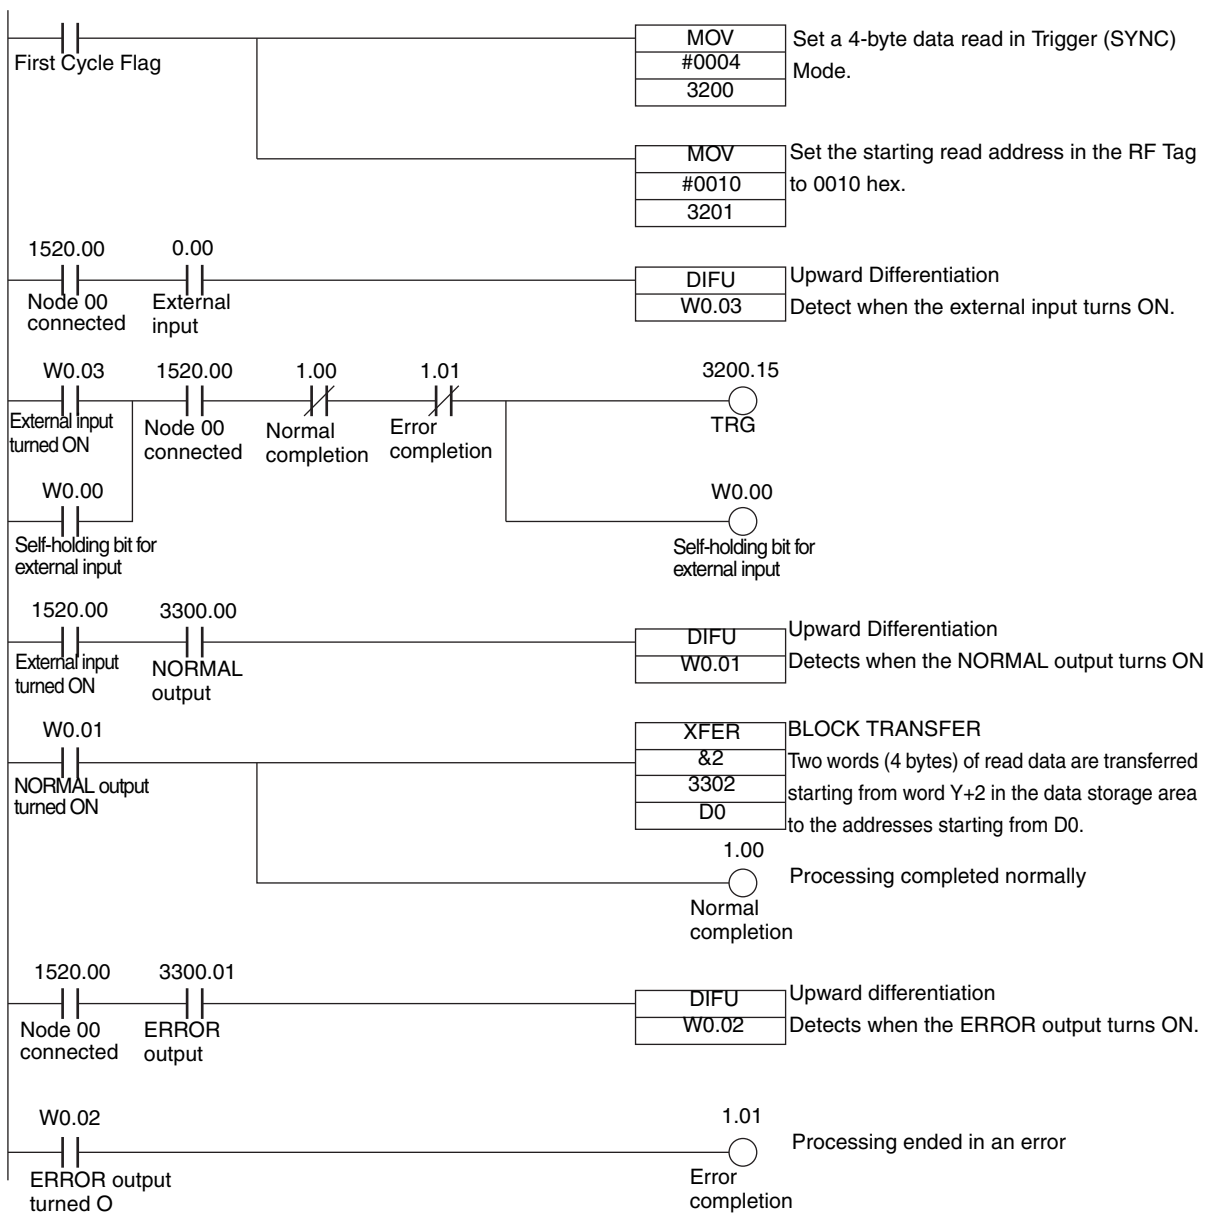 MOV
#0004
3200
Set a 4-byte data read in Trigger (SYNC)
Mode.
First Cycle Flag
MOV
#0010
3201
Set the starting read address in the RF Tag
to 0010 hex.
1520.00
0.00
Node 00
connected
External
input
DIFU
W0.03
Upward Differentiation
Detect when the external input turns ON.
W0.03
1520.00
1.00
1.01
3200.15
External input
turned ON
Node 00
connected
Normal
completion
Error
completion
TRG
W0.00
W0.00
Self-holding bit for
external input
Self-holding bit for
external input
1520.00
3300.00
External input
turned ON
NORMAL
output
DIFU
W0.01
Upward Differentiation
Detects when the NORMAL output turns ON
W0.01
NORMAL output
turned ON
XFER
&2
3302
D0
BLOCK TRANSFER
Two words (4 bytes) of read data are transferred
starting from word Y+2 in the data storage area
to the addresses starting from D0.
1.00
Processing completed normally
Normal
completion
1520.00
3300.01
Node 00
connected
ERROR
output
DIFU
W0.02
Upward differentiation
Detects when the ERROR output turns ON.
W0.02
1.01
Processing ended in an error
ERROR output
turned O
Error
completion